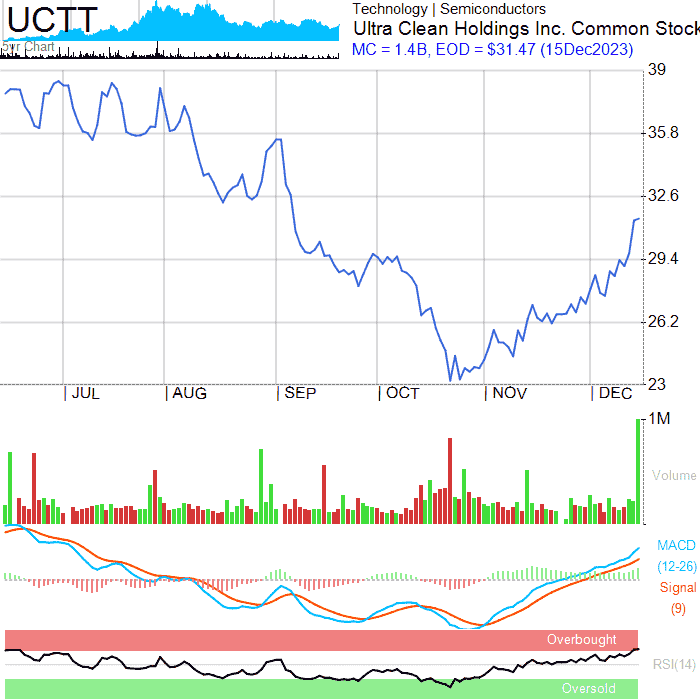 UCTT
5yr Chart
Technology | Semiconductors
Ultra Clean Holdings Inc. Common Stock
MC = 1.4B, EOD = $31.47 (15Dec2023)
39
35.8
32.6
29.4
26.2
23
JUL AUG SEP OCT NOV DEC
1M
Volume
MACD
(12-26)
Signal
(9)
Overbought
RSI(14)
Oversold